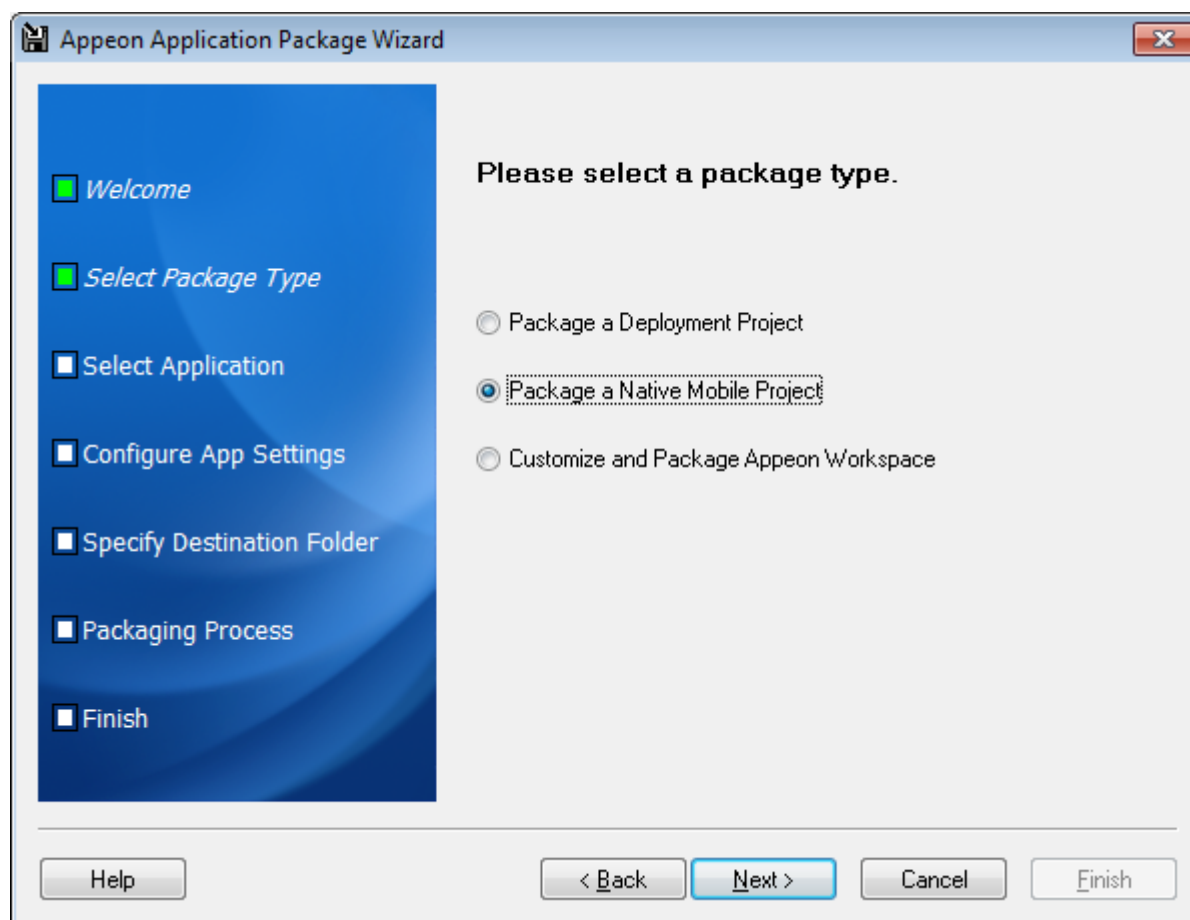 Appeon Application Package Wizard
Welcome
Select Package Type
Select Application
Configure App Settings
Specify Destination Folder
Packaging Process
Finish
Please select a package type.
Package a Deployment Project
Package a Native Mobile Project
Customize and Package Appeon Workspace
Help
< Back
Next >
Cancel
Finish